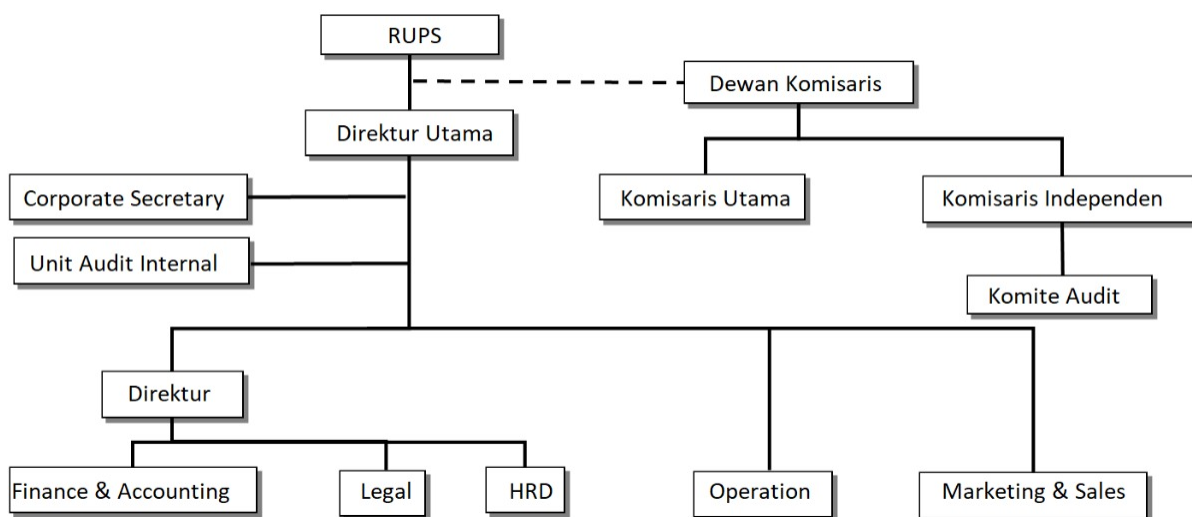 RUPS
Dewan Komisaris
Direktur Utama
Corporate Secretary
Komisaris Utama
Komisaris Independen
Unit Audit Internal
Komite Audit
Direktur
Finance & Accounting
Legal
HRD
Operation
Marketing & Sales